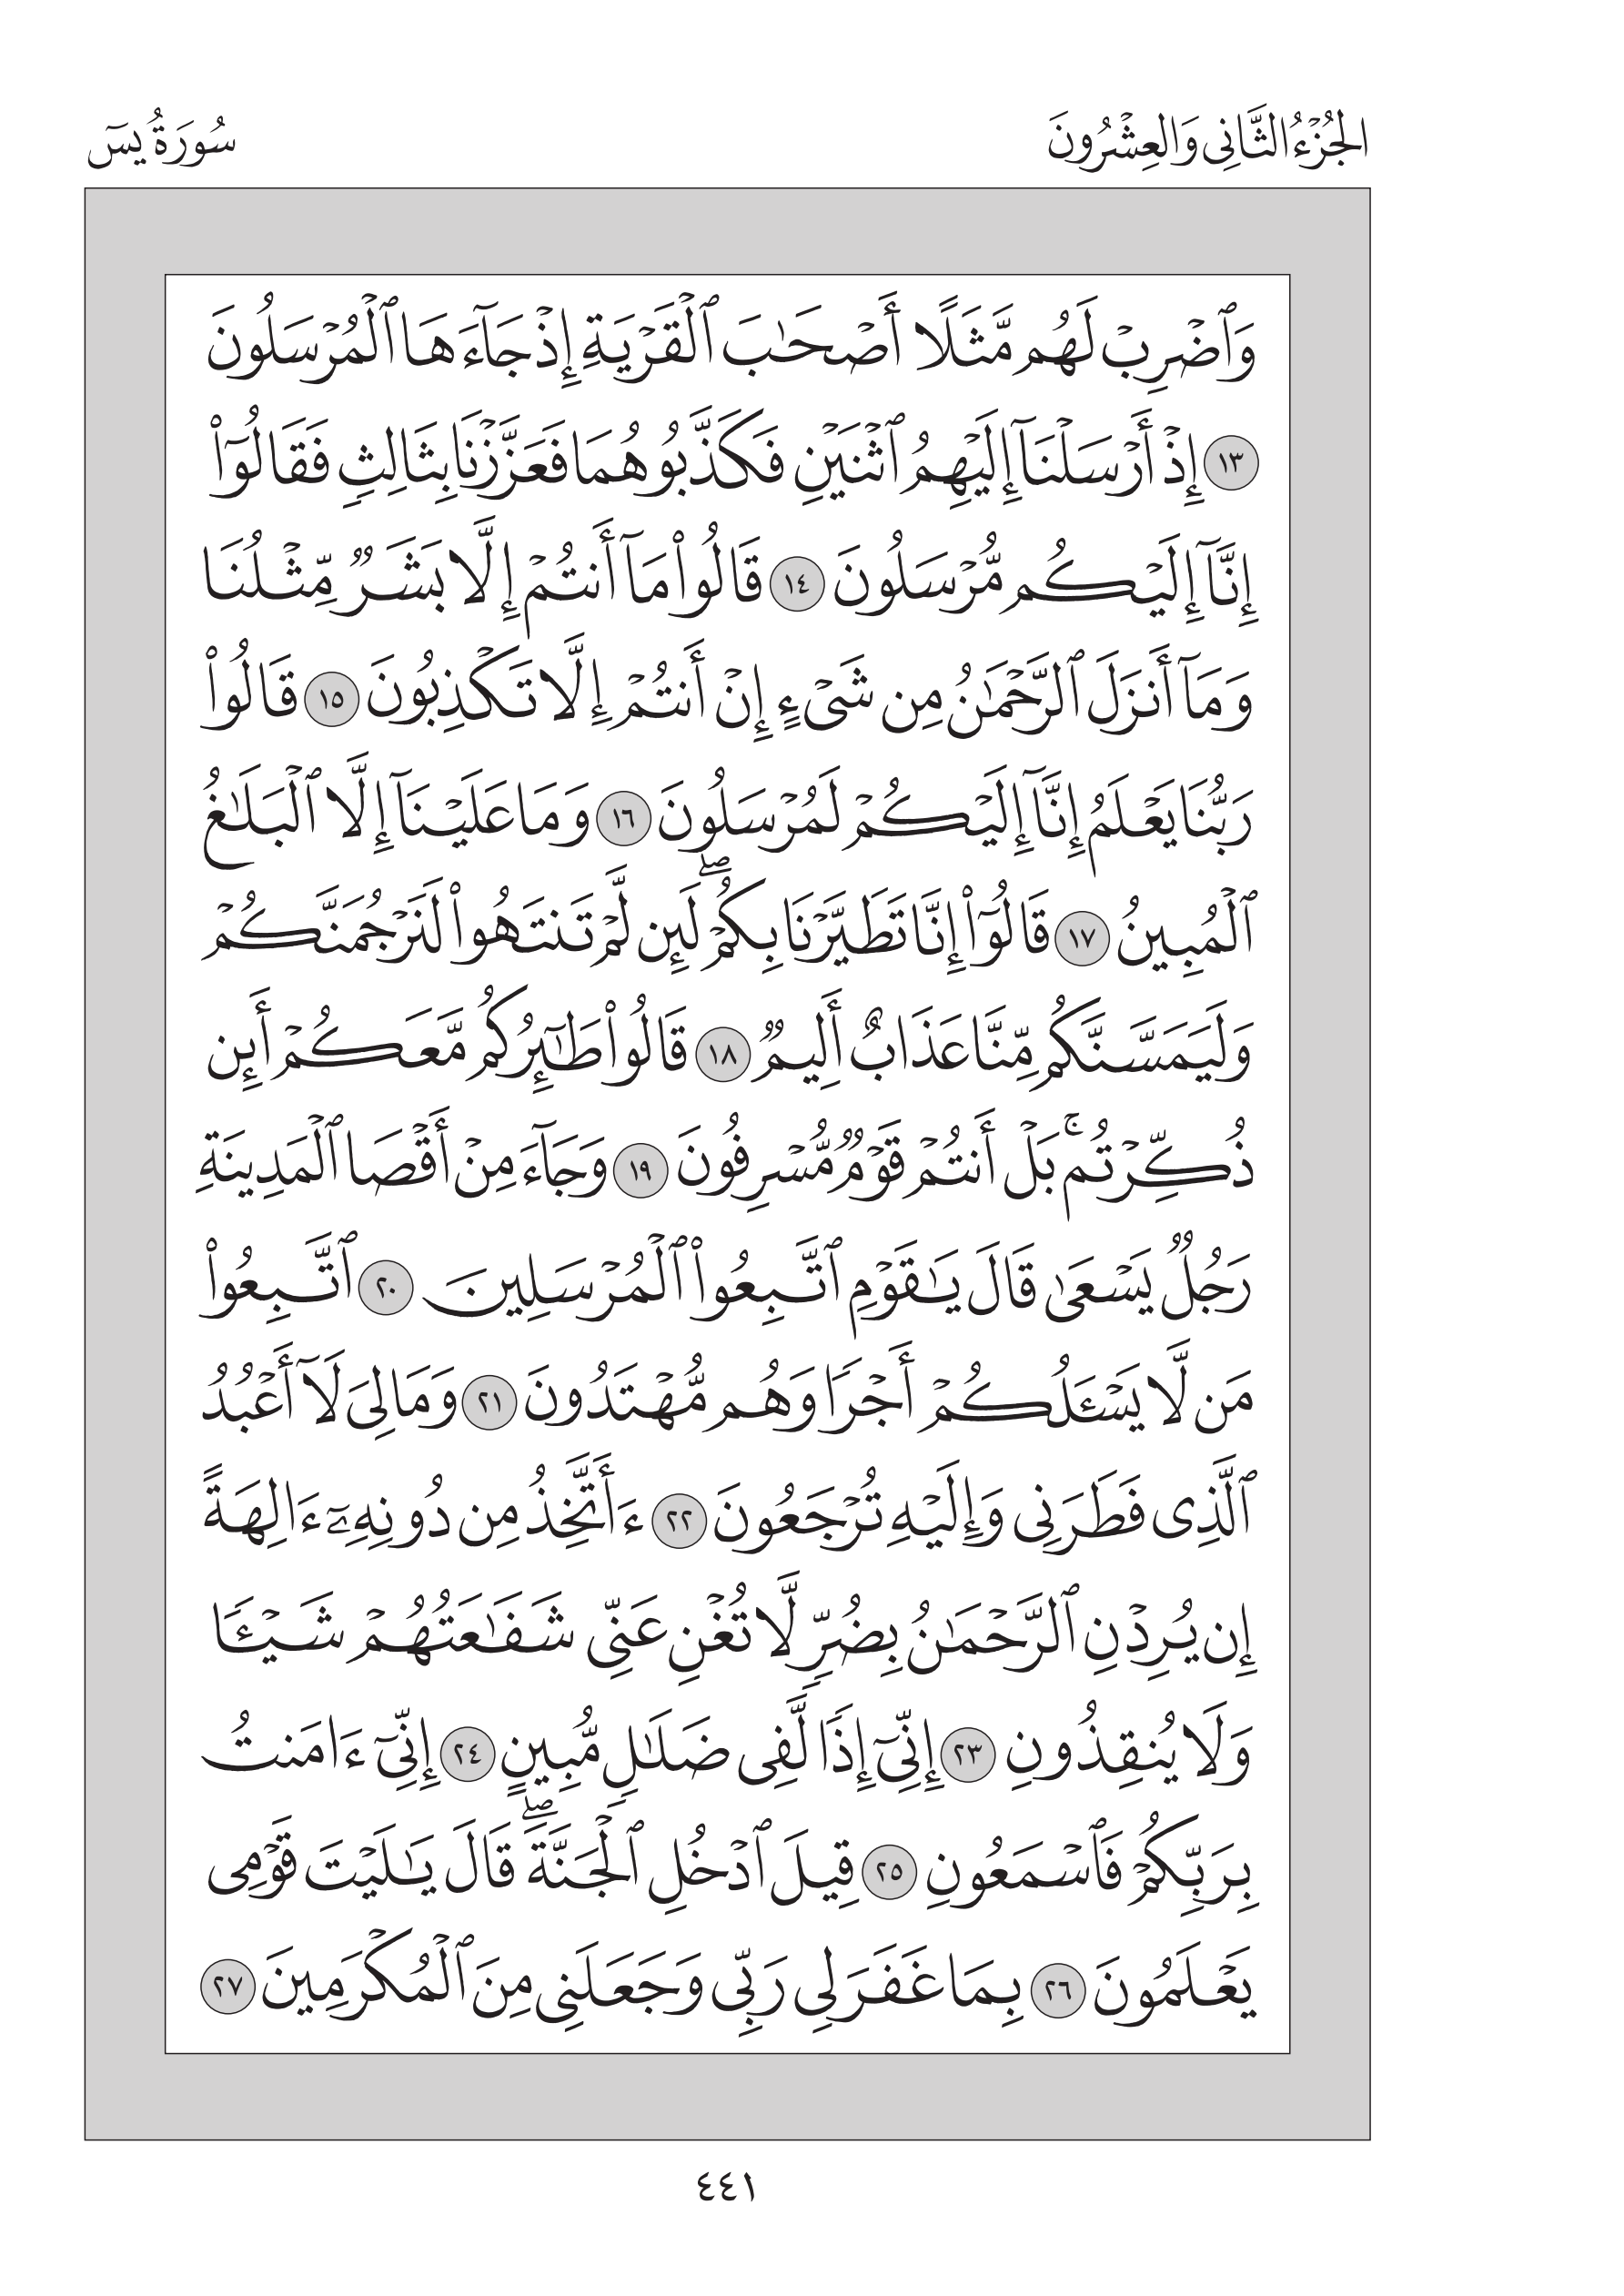 الجُزْءُ الثَّانِي وَالعِشْرُونَ
سُورَةُ يسٓ
وَٱضْرِبْ لَهُم مَّثَلًا أَصْحَٰبَ ٱلْقَرْيَةِ إِذْ جَآءَهَا ٱلْمُرْسَلُونَ
١٣ إِذْ أَرْسَلْنَآ إِلَيْهِمُ ٱثْنَيْنِ فَكَذَّبُوهُمَا فَعَزَّزْنَا بِثَالِثٍ فَقَالُوٓا۟
إِنَّآ إِلَيْكُم مُّرْسَلُونَ ١٤ قَالُوا۟ مَآ أَنتُمْ إِلَّا بَشَرٌ مِّثْلُنَا
وَمَآ أَنزَلَ ٱلرَّحْمَٰنُ مِن شَىْءٍ إِنْ أَنتُمْ إِلَّا تَكْذِبُونَ ١٥ قَالُوا۟
رَبُّنَا يَعْلَمُ إِنَّآ إِلَيْكُمْ لَمُرْسَلُونَ ١٦ وَمَا عَلَيْنَآ إِلَّا ٱلْبَلَٰغُ
ٱلْمُبِينُ ١٧ قَالُوٓا۟ إِنَّا تَطَيَّرْنَا بِكُمْ ۖ لَئِن لَّمْ تَنتَهُوا۟ لَنَرْجُمَنَّكُمْ
وَلَيَمَسَّنَّكُم مِّنَّا عَذَابٌ أَلِيمٌ ١٨ قَالُوا۟ طَٰٓئِرُكُم مَّعَكُمْ أَئِن
ذُكِّرْتُم ۚ بَلْ أَنتُمْ قَوْمٌ مُّسْرِفُونَ ١٩ وَجَآءَ مِنْ أَقْصَا ٱلْمَدِينَةِ
رَجُلٌ يَسْعَىٰ قَالَ يَٰقَوْمِ ٱتَّبِعُوا۟ ٱلْمُرْسَلِينَ ٢٠ ٱتَّبِعُوا۟
مَن لَّا يَسْـَٔلُكُمْ أَجْرًا وَهُم مُّهْتَدُونَ ٢١ وَمَا لِىَ لَآ أَعْبُدُ
ٱلَّذِى فَطَرَنِى وَإِلَيْهِ تُرْجَعُونَ ٢٢ ءَأَتَّخِذُ مِن دُونِهِۦٓ ءَالِهَةً
إِن يُرِدْنِ ٱلرَّحْمَٰنُ بِضُرٍّ لَّا تُغْنِ عَنِّى شَفَٰعَتُهُمْ شَيْـًٔا
وَلَا يُنقِذُونِ ٢٣ إِنِّىٓ إِذًا لَّفِى ضَلَٰلٍ مُّبِينٍ ٢٤ إِنِّىٓ ءَامَنتُ
بِرَبِّكُمْ فَٱسْمَعُونِ ٢٥ قِيلَ ٱدْخُلِ ٱلْجَنَّةَ ۖ قَالَ يَٰلَيْتَ قَوْمِى
يَعْلَمُونَ ٢٦ بِمَا غَفَرَ لِى رَبِّى وَجَعَلَنِى مِنَ ٱلْمُكْرَمِينَ ٢٧
٤٤١